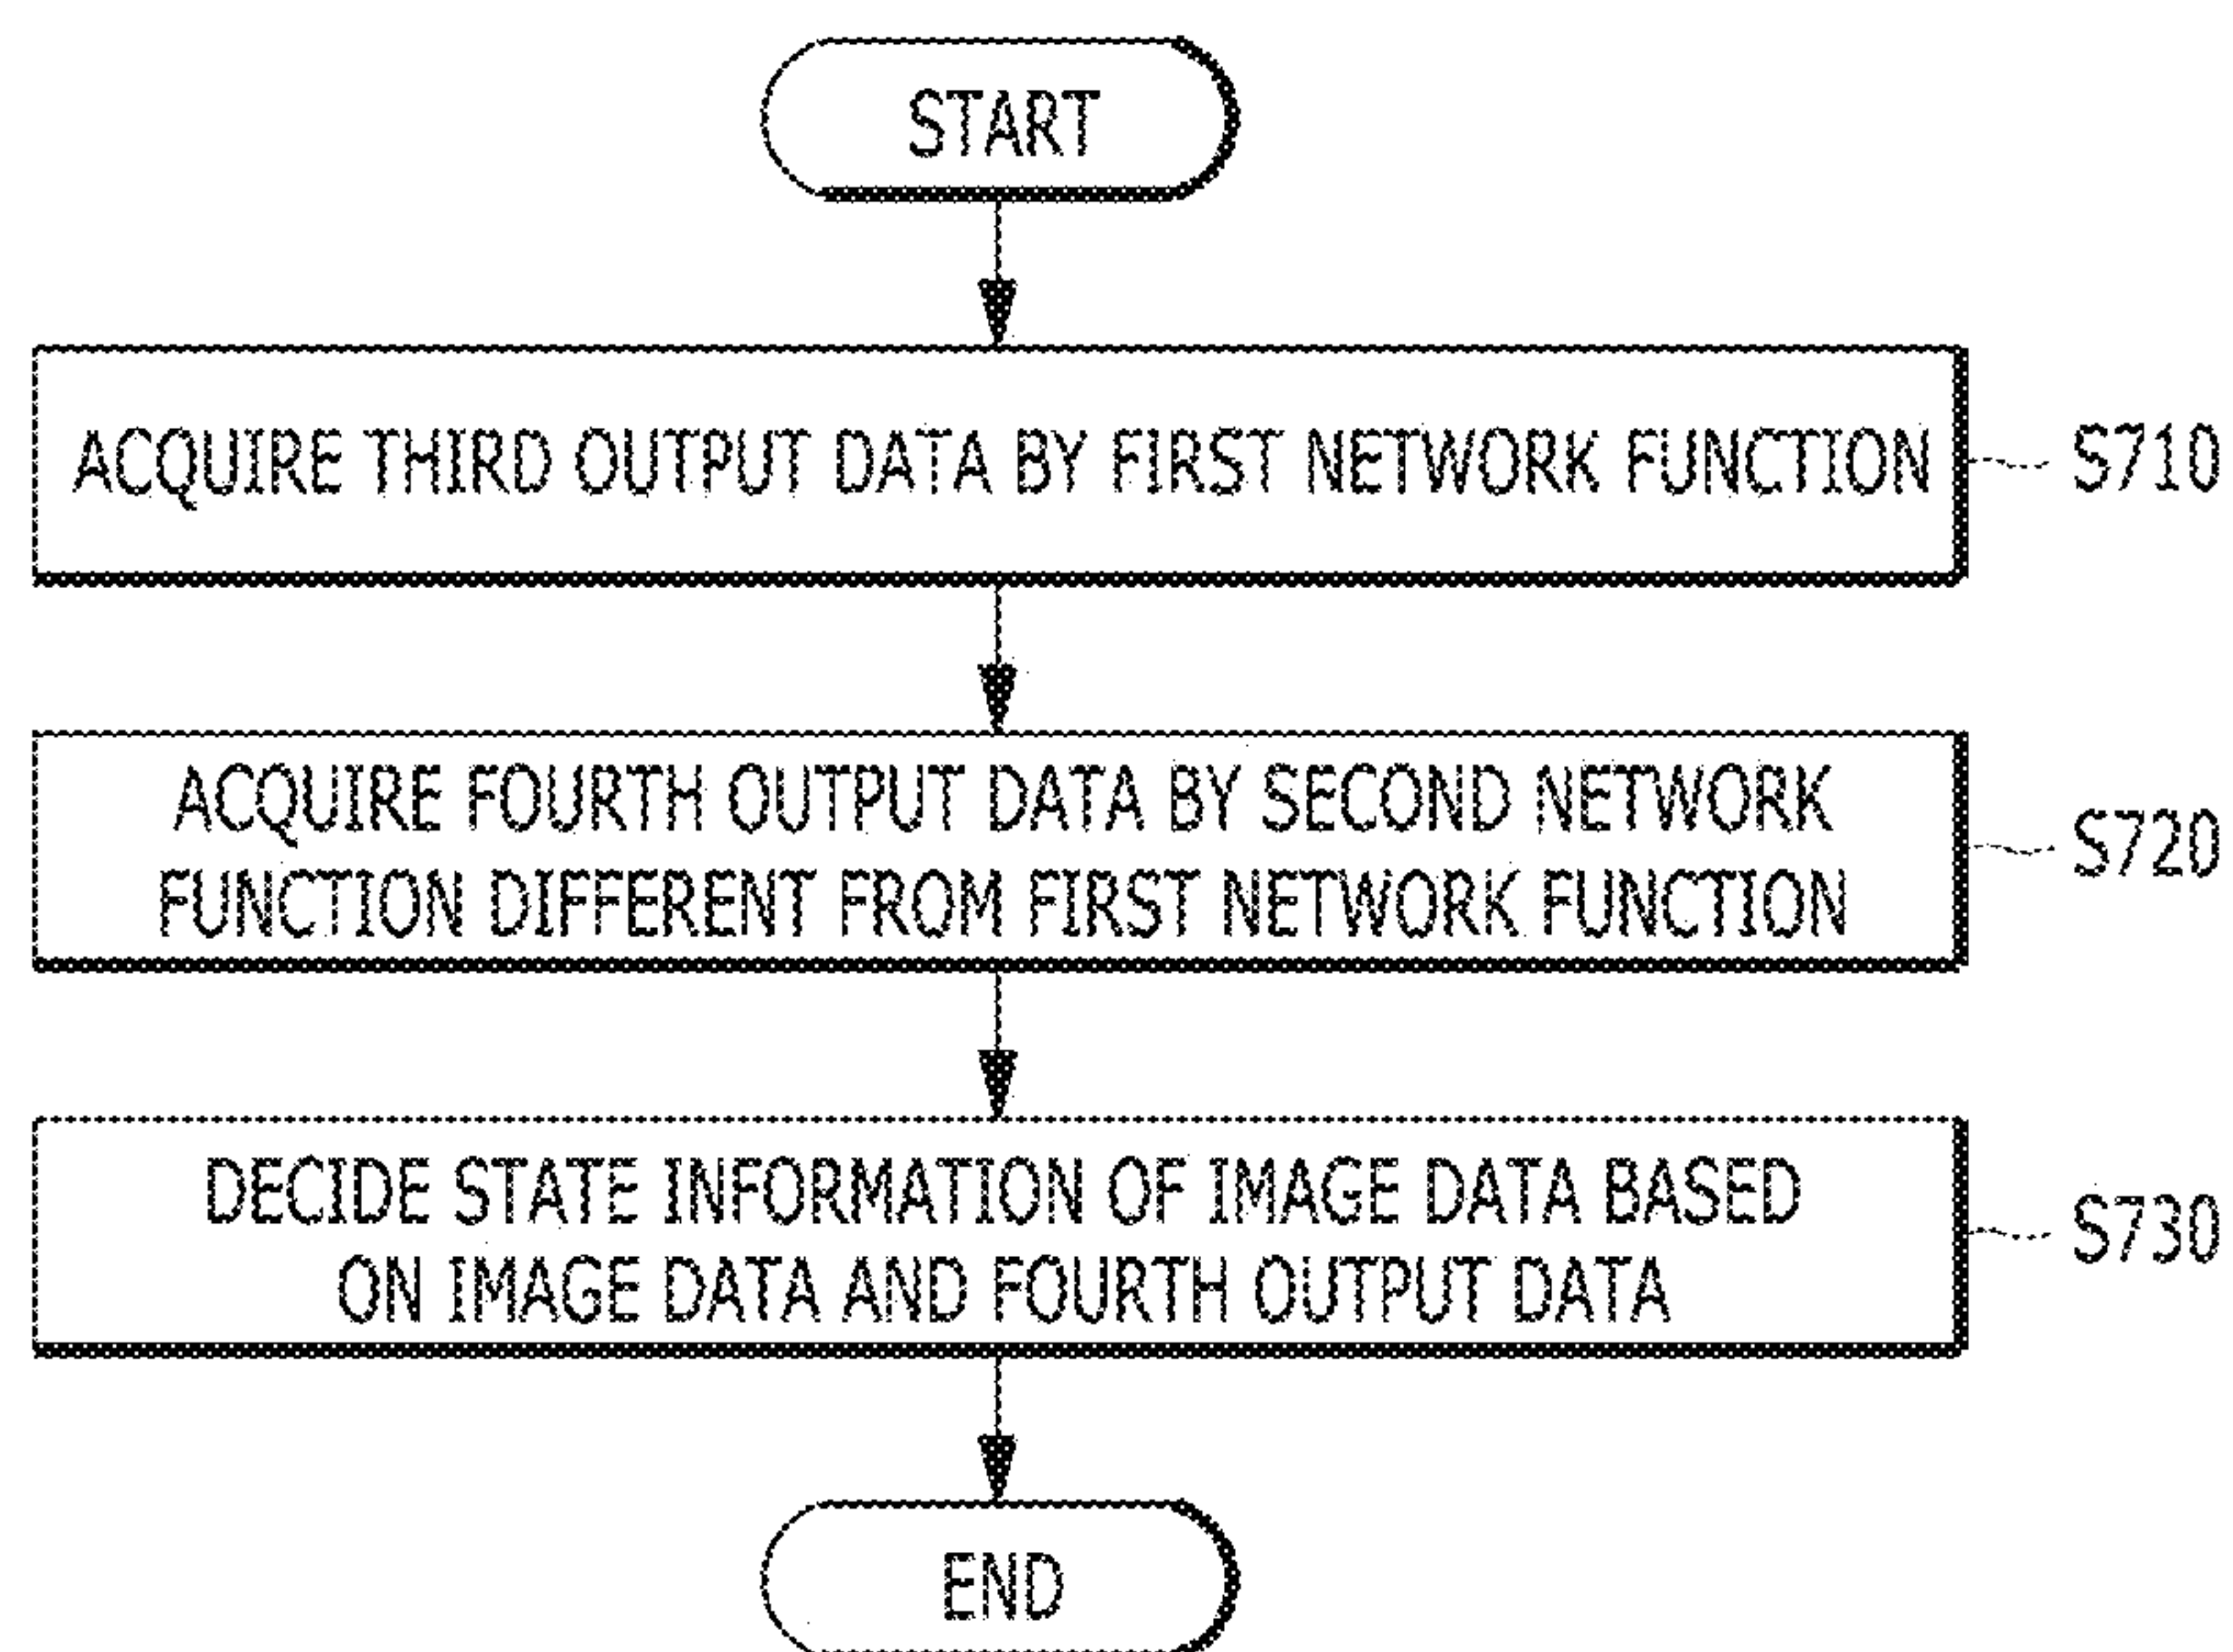 START
ACQUIRE THIRD OUTPUT DATA BY FIRST NETWORK FUNCTION
S710
ACQUIRE FOURTH OUTPUT DATA BY SECOND NETWORK
FUNCTION DIFFERENT FROM FIRST NETWORK FUNCTION
S720
DECIDE STATE INFORMATION OF IMAGE DATA BASED
ON IMAGE DATA AND FOURTH OUTPUT DATA
S730
END